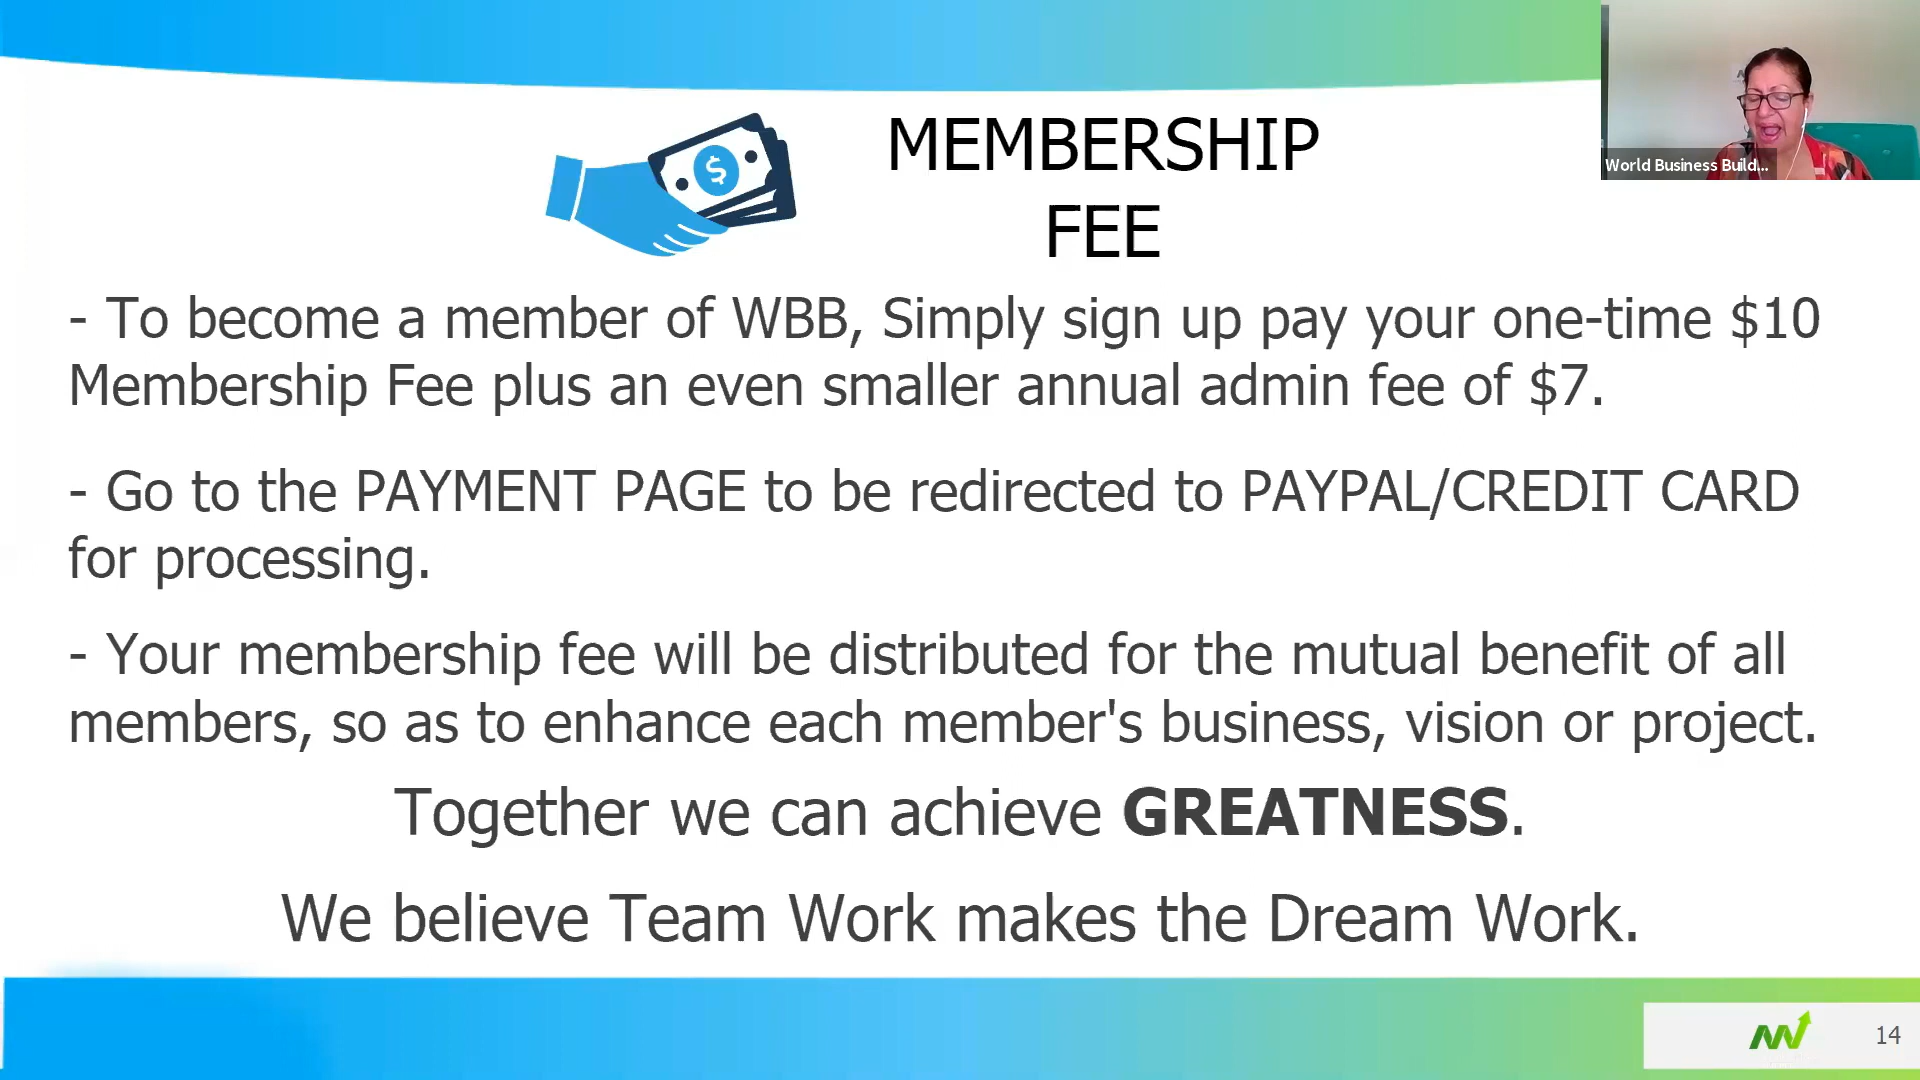 MEMBERSHIP
FEE
World Business Build...
- To become a member of WBB, Simply sign up pay your one-time $10
Membership Fee plus an even smaller annual admin fee of $7.
- Go to the PAYMENT PAGE to be redirected to PAYPAL/CREDIT CARD
for processing.
- Your membership fee will be distributed for the mutual benefit of all
members, so as to enhance each member's business, vision or project.
Together we can achieve GREATNESS.
We believe Team Work makes the Dream Work.
14